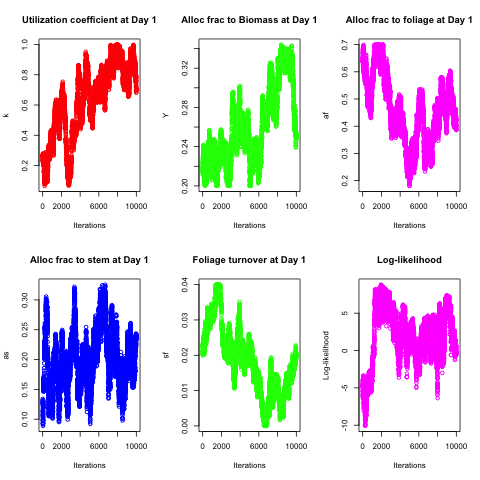 Utilization coefficient at Day 1
Alloc frac to Biomass at Day 1
Alloc frac to foliage at Day 1
k
0.2 0.4 0.6 0.8 1.0
0 2000 6000 10000
Iterations
Y
0.20 0.24 0.28 0.32
0 2000 6000 10000
Iterations
af
0.2 0.3 0.4 0.5 0.6 0.7
0 2000 6000 10000
Iterations
Alloc frac to stem at Day 1
Foliage turnover at Day 1
Log-likelihood
as
0.10 0.15 0.20 0.25 0.30
0 2000 6000 10000
Iterations
sf
0.00 0.01 0.02 0.03 0.04
0 2000 6000 10000
Iterations
Log-likelihood
-10 -5 0 5
0 2000 6000 10000
Iterations